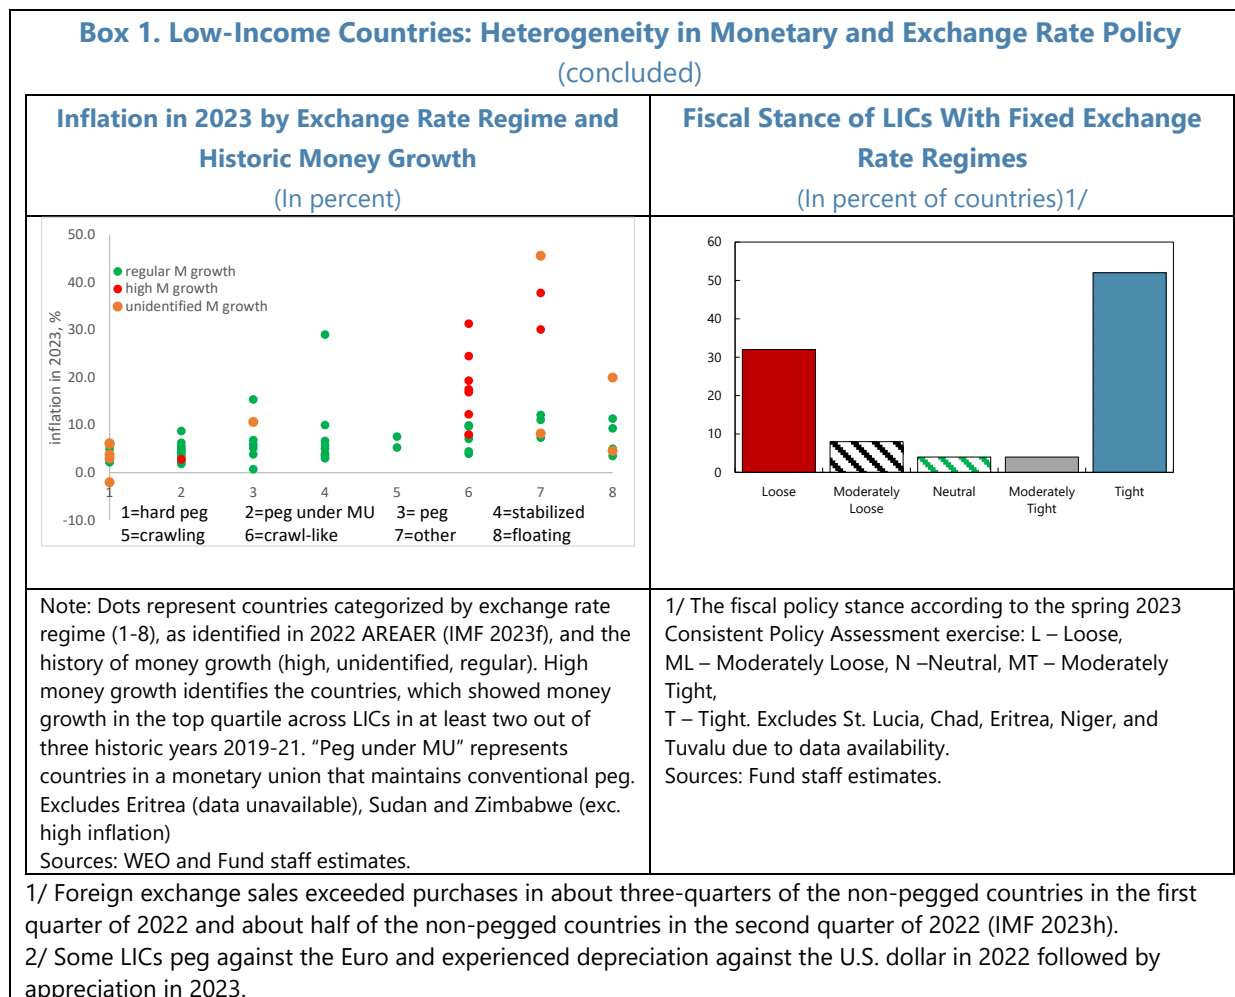 Box 1. Low-Income Countries: Heterogeneity in Monetary and Exchange Rate Policy
(concluded)
Inflation in 2023 by Exchange Rate Regime and
Historic Money Growth
(In percent)
50.0
40.0
30.0
20.0
10.0
0.0
-10.0
inflation in 2023, %
regular M growth
high M growth
unidentified M growth
1 2 3 4 5 6 7 8
1=hard peg 2=peg under MU 3= peg 4=stabilized
5=crawling 6=crawl-like 7=other 8=floating
Fiscal Stance of LICs With Fixed Exchange
Rate Regimes
(In percent of countries)1/
60
50
40
30
20
10
0
Loose
Moderately
Loose
Neutral
Moderately
Tight
Tight
Note: Dots represent countries categorized by exchange rate
regime (1-8), as identified in 2022 AREAER (IMF 2023f), and the
history of money growth (high, unidentified, regular). High
money growth identifies the countries, which showed money
growth in the top quartile across LICs in at least two out of
three historic years 2019-21. “Peg under MU” represents
countries in a monetary union that maintains conventional peg.
Excludes Eritrea (data unavailable), Sudan and Zimbabwe (exc.
high inflation)
Sources: WEO and Fund staff estimates.
1/ The fiscal policy stance according to the spring 2023
Consistent Policy Assessment exercise: L – Loose,
ML – Moderately Loose, N –Neutral, MT – Moderately
Tight,
T – Tight. Excludes St. Lucia, Chad, Eritrea, Niger, and
Tuvalu due to data availability.
Sources: Fund staff estimates.
1/ Foreign exchange sales exceeded purchases in about three-quarters of the non-pegged countries in the first
quarter of 2022 and about half of the non-pegged countries in the second quarter of 2022 (IMF 2023h).
2/ Some LICs peg against the Euro and experienced depreciation against the U.S. dollar in 2022 followed by
appreciation in 2023.